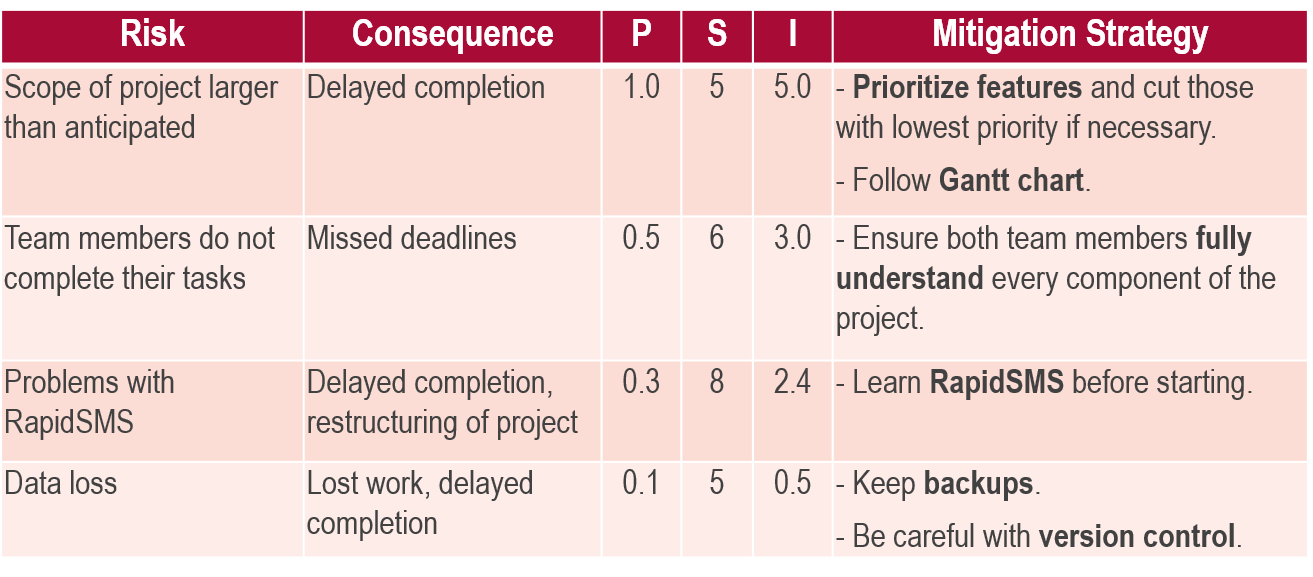 Risk Consequence P S I Mitigation Strategy
Scope of project larger
than anticipated
Delayed completion
1.0
5
5.0
- Prioritize features and cut those
with lowest priority if necessary.
- Follow Gantt chart.
Team members do not
complete their tasks
Missed deadlines
0.5
6
3.0
- Ensure both team members fully
understand every component of the
project.
Problems with
RapidSMS
Delayed completion,
restructuring of project
0.3
8
2.4
- Learn RapidSMS before starting.
Data loss
Lost work, delayed
completion
0.1
5
0.5
- Keep backups.
- Be careful with version control.